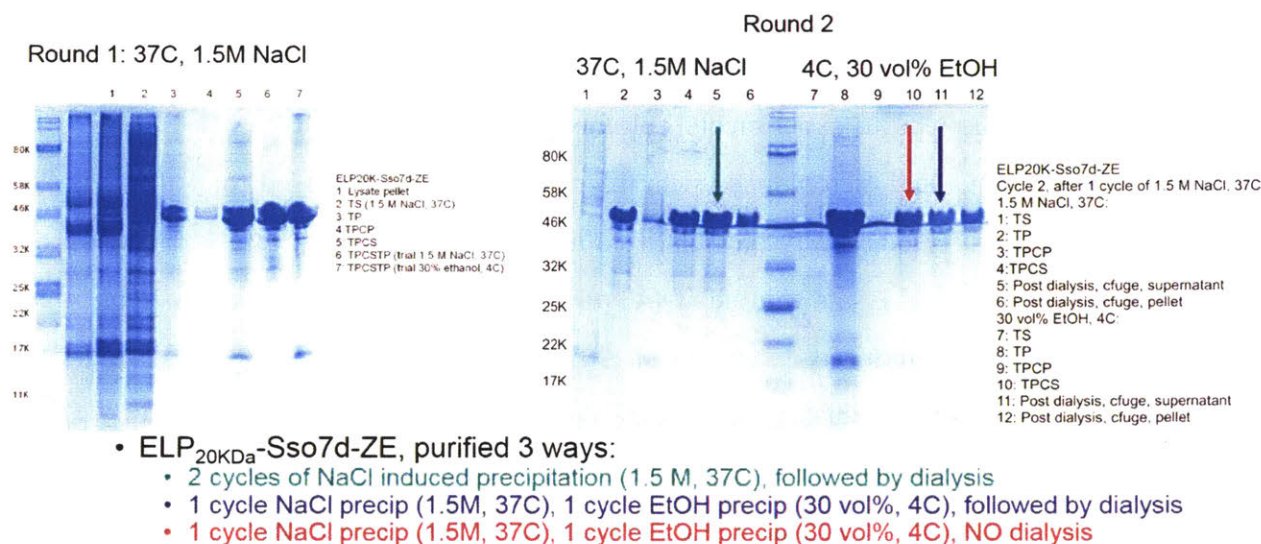 Round 2
Round 1: 37C, 1.5M NaCl
37C, 1.5M NaCl 4C, 30 vol% EtOH
1 2 3 4 5 6 7
80K
58K
46K
32K
25K
22K
17K
11K
ELP20K-Sso7d-ZE
1 Lysate pellet
2 TS (1.5 M NaCl, 37C)
3 TP
4 TPCP
5 TPCS
6 TPCSTP (trial 1.5 M NaCl, 37C)
7: TPCSTP (trial 30% ethanol, 4C)
1 2 3 4 5 6 7 8 9 10 11 12
80K
58K
46K
32K
25K
22K
17K
ELP20K-Sso7d-ZE
Cycle 2, after 1 cycle of 1.5 M NaCl, 37C
1.5 M NaCl, 37C:
1: TS
2: TP
3: TPCP
4:TPCS
5: Post dialysis, cfuge, supernatant
6: Post dialysis, cfuge, pellet
30 vol% EtOH, 4C:
7: TS
8: TP
9: TPCP
10: TPCS
11: Post dialysis, cfuge, supernatant
12: Post dialysis, cfuge, pellet
• ELP20KDa-Sso7d-ZE, purified 3 ways:
• 2 cycles of NaCl induced precipitation (1.5 M, 37C), followed by dialysis
• 1 cycle NaCl precip (1.5M, 37C), 1 cycle EtOH precip (30 vol%, 4C), followed by dialysis
• 1 cycle NaCl precip (1.5M, 37C), 1 cycle EtOH precip (30 vol%, 4C), NO dialysis